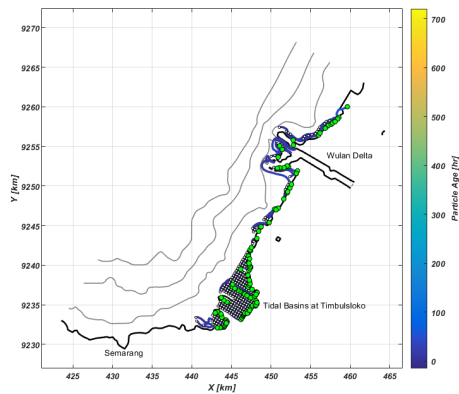 9270
9265
9260
9255
9250
9245
9240
9235
9230
Y [km]
Wulan Delta
Tidal Basins at Timbulsloko
Semarang
425 430 435 440 445 450 455 460 465
X [km]
700
600
500
400
300
200
100
0
Particle Age [hr]